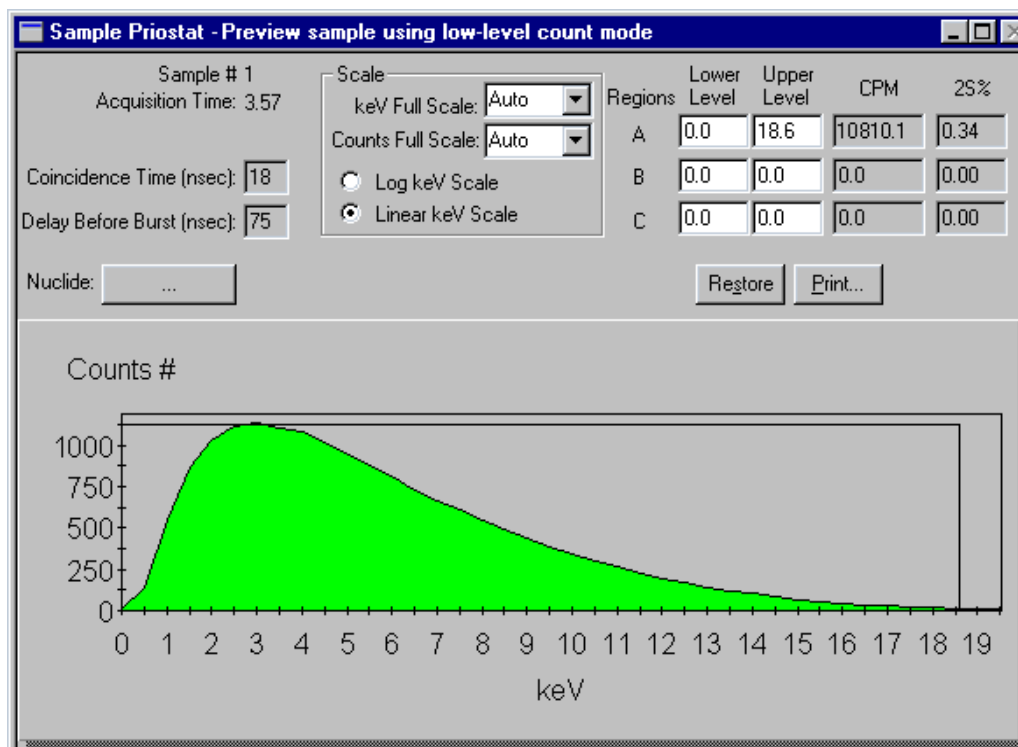 Sample Priostat - Preview sample using low-level count mode
Sample # 1
Acquisition Time: 3.57
Coincidence Time (nsec): 18
Delay Before Burst (nsec): 75
Nuclide: ...
Scale
keV Full Scale: Auto
Counts Full Scale: Auto
Log keV Scale
Linear keV Scale
Regions Lower Level Upper Level CPM 2S%
A 0.0 18.6 10810.1 0.34
B 0.0 0.0 0.0 0.00
C 0.0 0.0 0.0 0.00
Restore Print...
Counts #
1000
750
500
250
0
0 1 2 3 4 5 6 7 8 9 10 11 12 13 14 15 16 17 18 19
keV